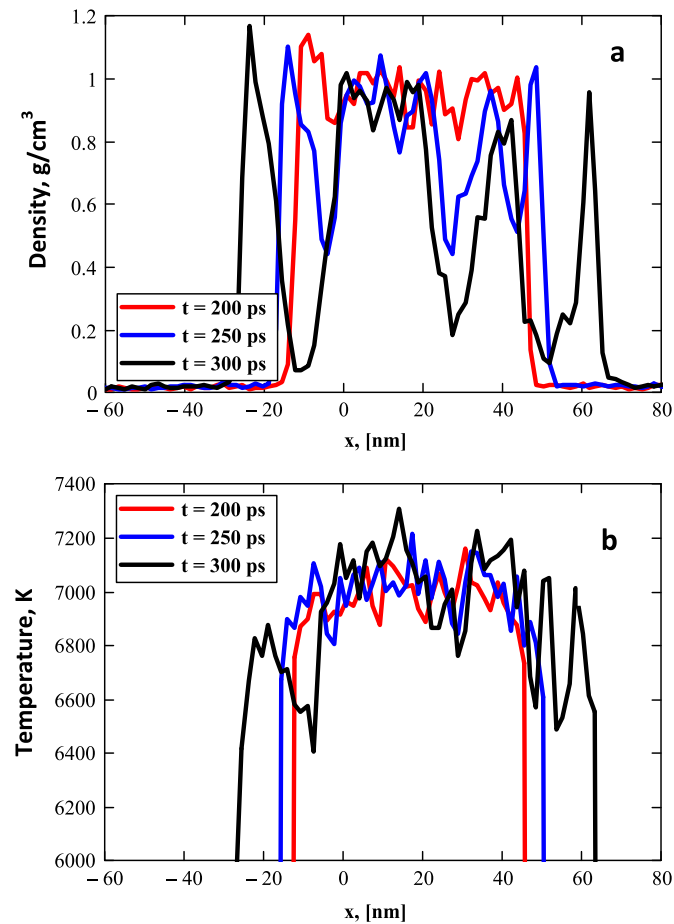 1.2
a
1
0.8
0.6
0.4
0.2
0
Density, g/cm³
t = 200 ps
t = 250 ps
t = 300 ps
−60 −40 −20 0 20 40 60 80
x, [nm]
7400
7200
7000
6800
6600
6400
6200
6000
Temperature, K
t = 200 ps
t = 250 ps
t = 300 ps
b
−60 −40 −20 0 20 40 60 80
x, [nm]